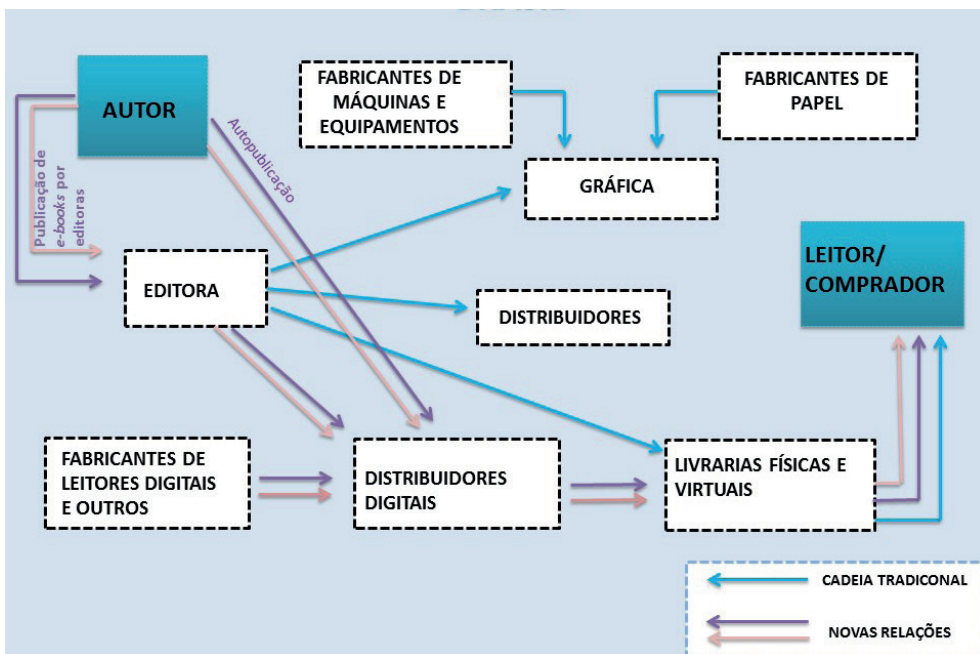 FABRICANTES DE
MÁQUINAS E
EQUIPAMENTOS
FABRICANTES DE
PAPEL
AUTOR
Autopublicação
Publicação de
e-books por
editoras
GRÁFICA
LEITOR/
COMPRADOR
EDITORA
DISTRIBUIDORES
FABRICANTES DE
LEITORES DIGITAIS
E OUTROS
DISTRIBUIDORES
DIGITAIS
LIVRARIAS FÍSICAS E
VIRTUAIS
CADEIA TRADICONAL
NOVAS RELAÇÕES